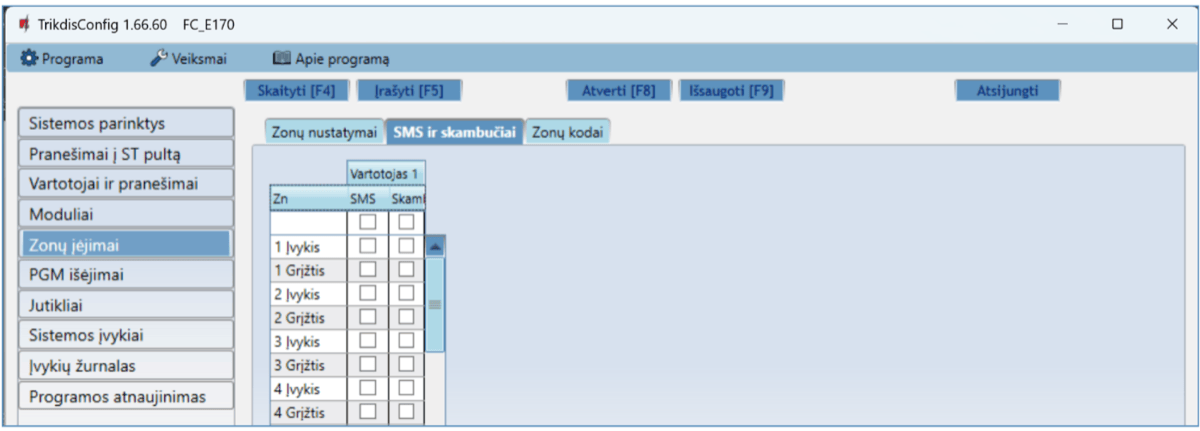 TrikdisConfig 1.66.60 FC_E170
Programa Veiksmai Apie programą
Skaityti [F4] Įrašyti [F5] Atverti [F8] Išsaugoti [F9] Atsijungti
Sistemos parinktys
Pranešimai į ST pultą
Vartotojai ir pranešimai
Moduliai
Zonų įėjimai
PGM išėjimai
Jutikliai
Sistemos įvykiai
Įvykių žurnalas
Programos atnaujinimas
Zonų nustatymai SMS ir skambučiai Zonų kodai
Vartotojas 1
Zn SMS Skaml
1 Įvykis
1 Grįžtis
2 Įvykis
2 Grįžtis
3 Įvykis
3 Grįžtis
4 Įvykis
4 Grįžtis